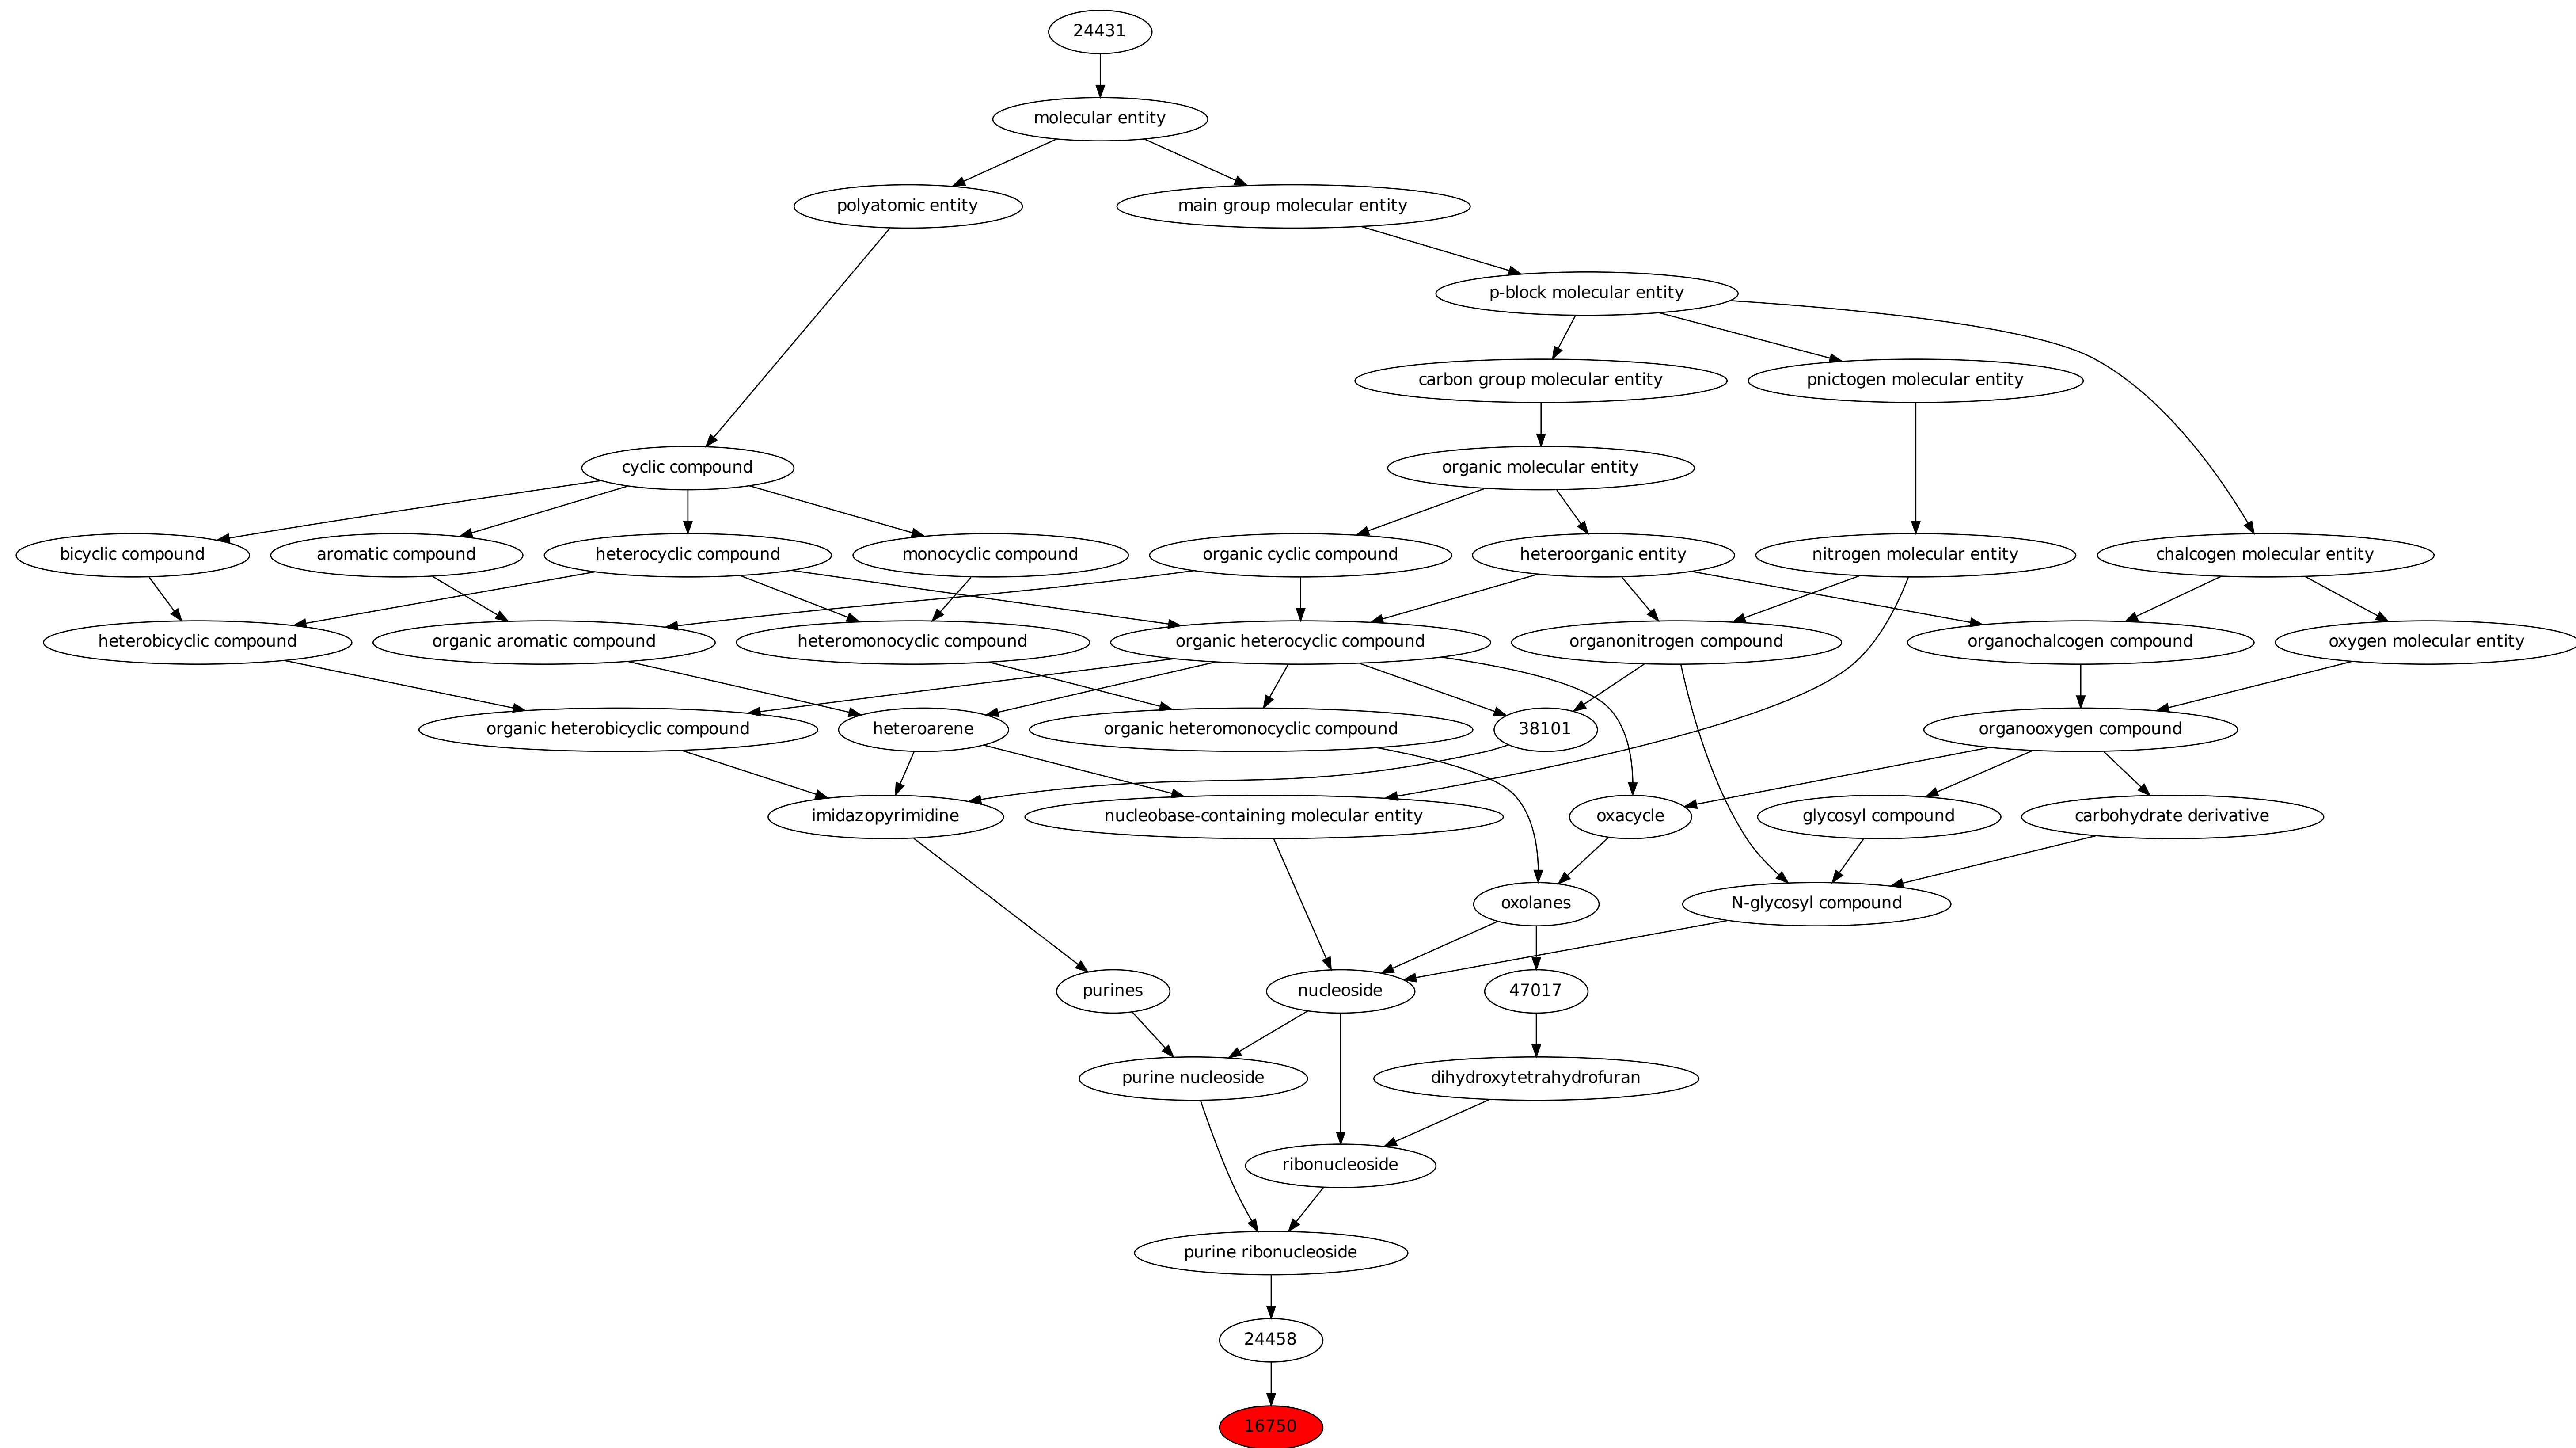 24431
molecular entity
polyatomic entity
main group molecular entity
p-block molecular entity
carbon group molecular entity
pnictogen molecular entity
cyclic compound
organic molecular entity
bicyclic compound
aromatic compound
heterocyclic compound
monocyclic compound
organic cyclic compound
heteroorganic entity
nitrogen molecular entity
chalcogen molecular entity
heterobicyclic compound
organic aromatic compound
heteromonocyclic compound
organic heterocyclic compound
organonitrogen compound
organochalcogen compound
oxygen molecular entity
organic heterobicyclic compound
heteroarene
organic heteromonocyclic compound
38101
organooxygen compound
imidazopyrimidine
nucleobase-containing molecular entity
oxacycle
glycosyl compound
carbohydrate derivative
oxolanes
N-glycosyl compound
purines
nucleoside
47017
purine nucleoside
dihydroxytetrahydrofuran
ribonucleoside
purine ribonucleoside
24458
16750